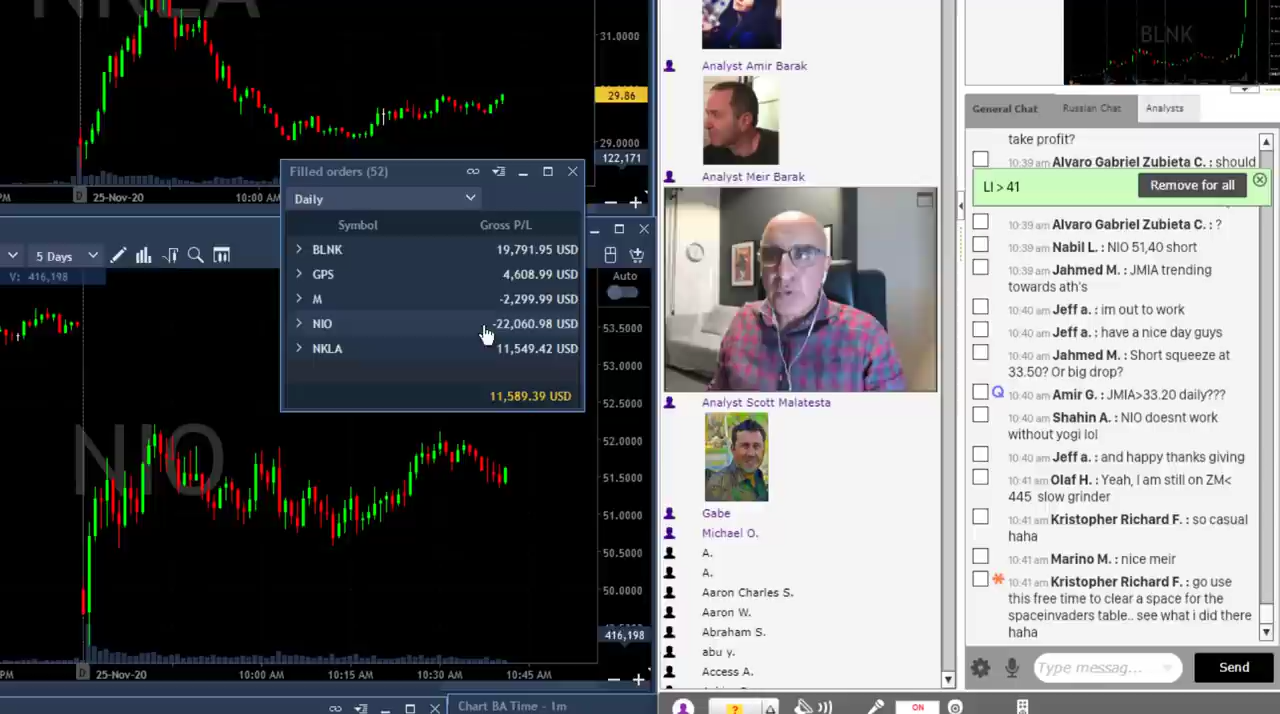 NKLA
31.0000
29.86
29.0000
122,171
PM
D
25-Nov-20
10:00 AM
Filled orders (52)
Daily
Symbol Gross P/L
BLNK 19,791.95 USD
GPS 4,608.99 USD
M -2,299.99 USD
NIO -22,060.98 USD
NKLA 11,549.42 USD
11,589.39 USD
5 Days
Auto
V: 416,198
NIO
53.5000
53.0000
52.5000
52.0000
51.5000
51.0000
50.5000
50.0000
416,198
PM
D
25-Nov-20
10:00 AM
10:15 AM
10:30 AM
10:45 AM
Chart BA Time - 1m
Analyst Amir Barak
Analyst Meir Barak
Analyst Scott Malatesta
Gabe
Michael O.
A.
A.
Aaron Charles S.
Aaron W.
Abraham S.
abu y.
Access A.
ON
BLNK
General Chat
Russian Chat
Analysts
take profit?
10:39 am Alvaro Gabriel Zubieta C. : should
LI > 41
Remove for all
10:39 am Alvaro Gabriel Zubieta C. : ?
10:39 am Nabil L. : NIO 51,40 short
10:39 am Jahmed M. : JMIA trending
towards ath's
10:40 am Jeff a. : im out to work
10:40 am Jeff a. : have a nice day guys
10:40 am Jahmed M. : Short squeeze at
33.50? Or big drop?
10:40 am Amir G. : JMIA>33.20 daily???
10:40 am Shahin A. : NIO doesnt work
without yogi lol
10:40 am Jeff a. : and happy thanks giving
10:41 am Olaf H. : Yeah, I am still on ZM<
445 slow grinder
10:41 am Kristopher Richard F. : so casual
haha
10:41 am Marino M. : nice meir
10:41 am Kristopher Richard F. : go use
this free time to clear a space for the
spaceinvaders table.. see what i did there
haha
Type messag...
Send